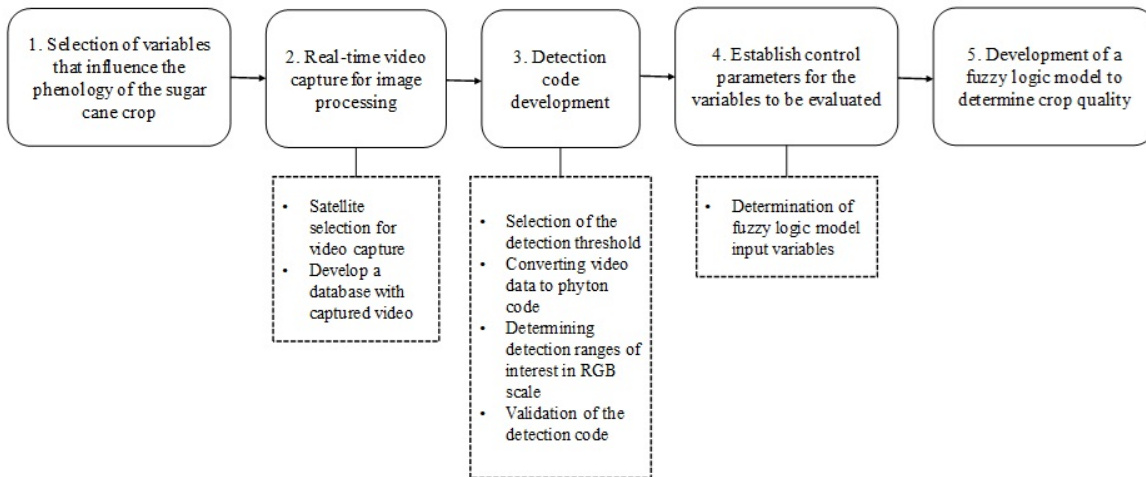 1. Selection of variables
that influence the
phenology of the sugar
cane crop
2. Real-time video
capture for image
processing
3. Detection
code
development
4. Establish control
parameters for the
variables to be evaluated
5. Development of a
fuzzy logic model to
determine crop quality
• Satellite
selection for
video capture
• Develop a
database with
captured video
• Selection of the
detection threshold
• Converting video
data to phyton
code
• Determining
detection ranges of
interest in RGB
scale
• Validation of the
detection code
• Determination of
fuzzy logic model
input variables